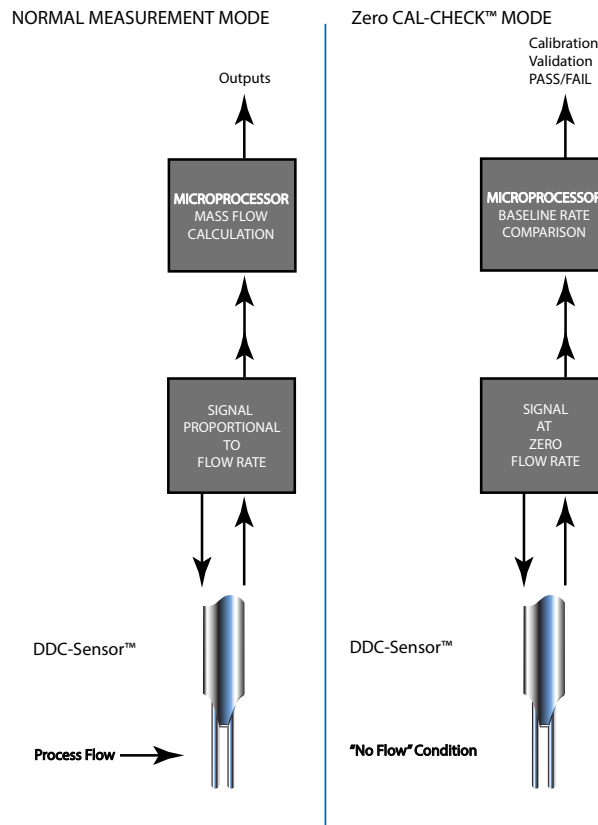 NORMAL MEASUREMENT MODE
Outputs
MICROPROCESSOR
MASS FLOW
CALCULATION
SIGNAL
PROPORTIONAL
TO
FLOW RATE
DDC-Sensor™
Process Flow
Zero CAL-CHECK™ MODE
Calibration
Validation
PASS/FAIL
MICROPROCESSOR
BASELINE RATE
COMPARISON
SIGNAL
AT
ZERO
FLOW RATE
DDC-Sensor™
"No Flow" Condition